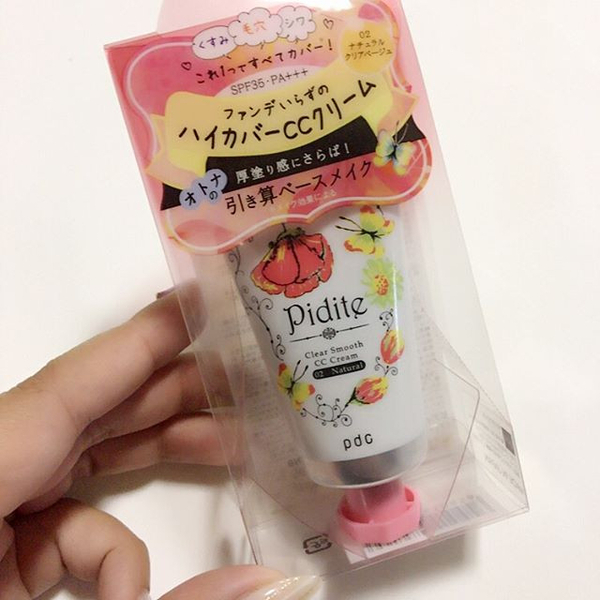 くすみ 毛穴 シワ
これ1つですべてカバー!
SPF35・PA+++
02
ナチュラル
クリアベージュ
ファンデいらずの
ハイカバーCCクリーム
厚塗り感にさらば!
オトナの
引き算ベースメイク
Pidite
Clear Smooth
CC Cream
02 Natural
pdc